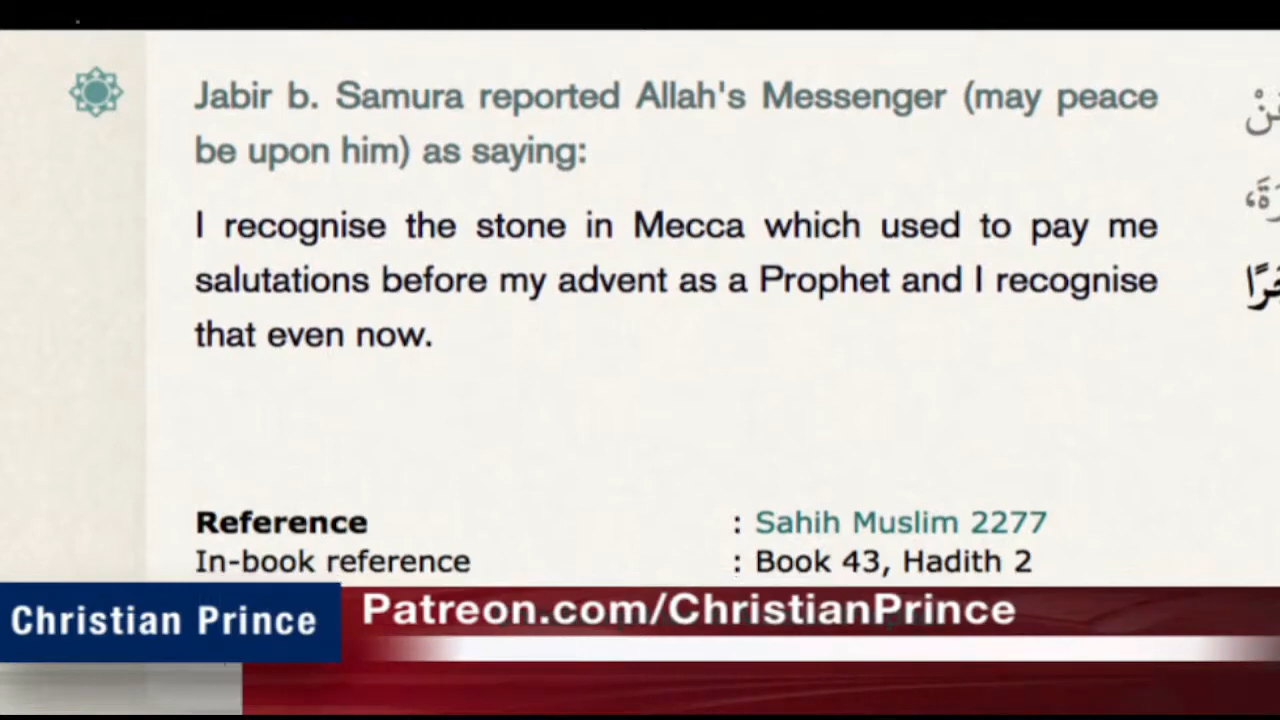 Jabir b. Samura reported Allah's Messenger (may peace
be upon him) as saying:
I recognise the stone in Mecca which used to pay me
salutations before my advent as a Prophet and I recognise
that even now.
Reference : Sahih Muslim 2277
In-book reference : Book 43, Hadith 2
Christian Prince
Patreon.com/ChristianPrince